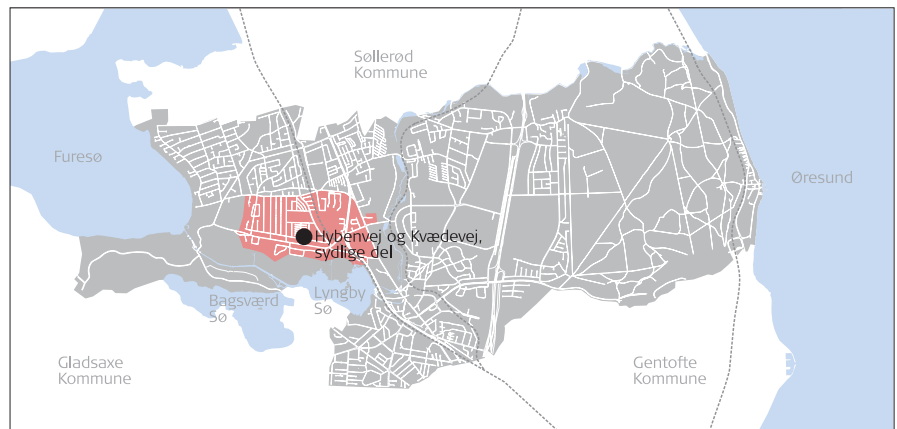 Søllerød
Kommune
Furesø
Øresund
Hybenvej og Kvædevej,
sydlige del
Bagsværd
Sø
Lyngby
Sø
Gladsaxe
Kommune
Gentofte
Kommune